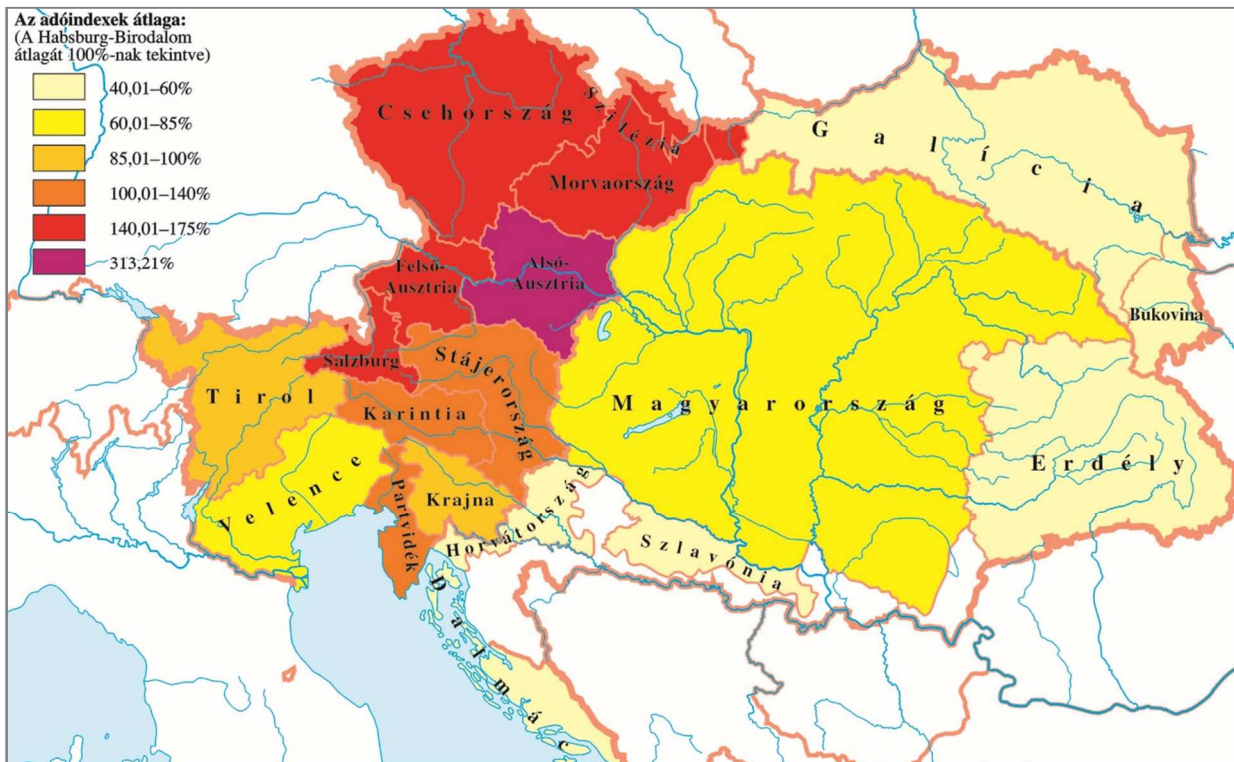 Az adóindexek átlaga:
(A Habsburg-Birodalom
átlagát 100%-nak tekintve)
40,01–60%
60,01–85%
85,01–100%
100,01–140%
140,01–175%
313,21%
Csehország
Szilézia
Galícia
Morvaország
Felső-
Ausztria
Alsó-
Ausztria
Bukovina
Salzburg
Stájerország
Tirol
Karintia
Magyarország
Erdély
Velence
Partvidék
Krajna
Horvátország
Szlavónia
Dalmác